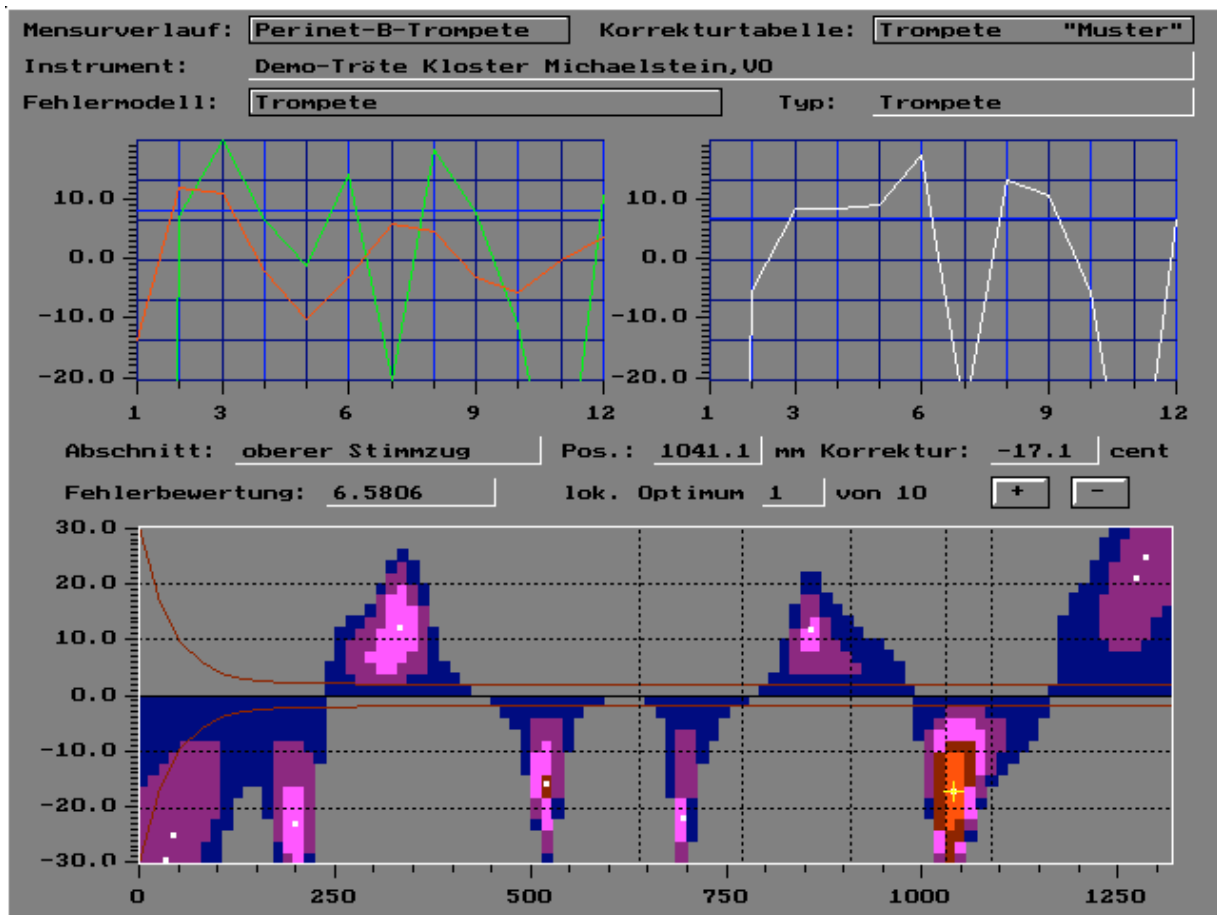 Mensurverlauf: Perinet-B-Trompete Korrekturtabelle: Trompete "Muster"
Instrument: Demo-Tröte Kloster Michaelstein,VO
Fehlermodell: Trompete Typ: Trompete
10.0 10.0
0.0 0.0
-10.0 -10.0
-20.0 -20.0
1 3 6 9 12 1 3 6 9 12
Abschnitt: oberer Stimmzug Pos.: 1041.1 mm Korrektur: -17.1 cent
Fehlerbewertung: 6.5806 lok. Optimum 1 von 10 + -
30.0
20.0
10.0
0.0
-10.0
-20.0
-30.0
0 250 500 750 1000 1250